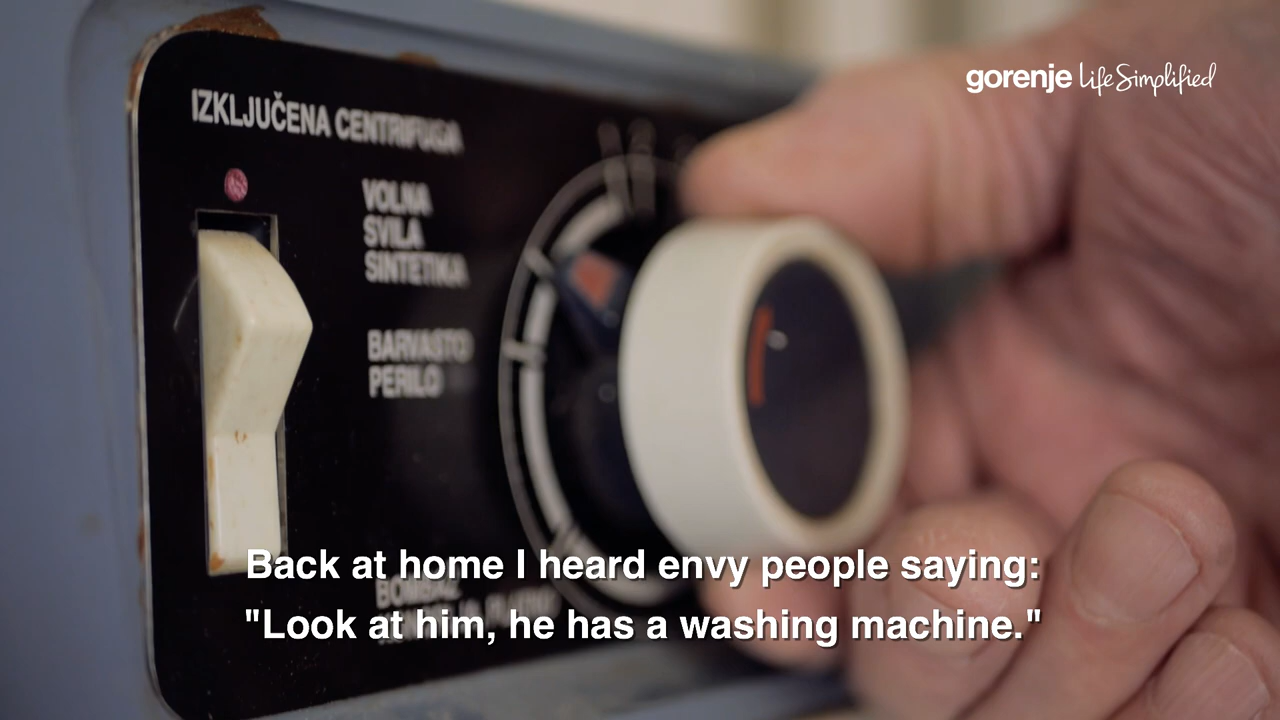 gorenje Life Simplified
IZKLJUČENA CENTRIFUGA
VOLNA
SVILA
SINTETIKA
BARVASTO
PERILO
BOMBAŽ
Back at home I heard envy people saying:
"Look at him, he has a washing machine."